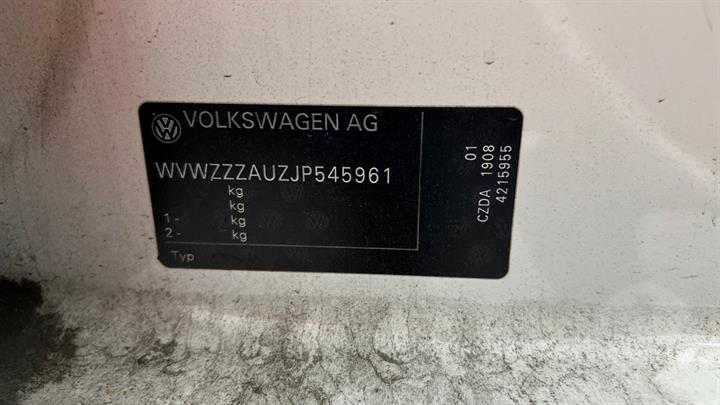 VOLKSWAGEN AG
WVWZZZAUZJP545961
kg
kg
1- kg
2- kg
Typ
01
CZDA 1908
4215955